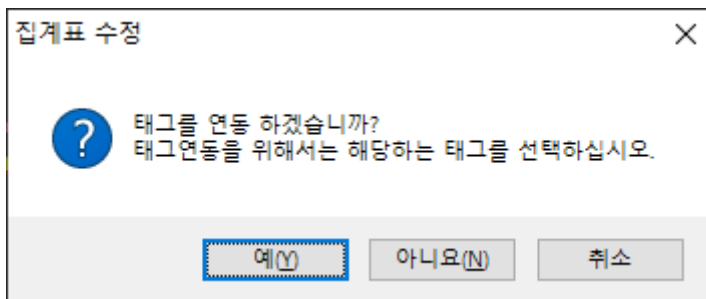 집계표 수정
태그를 연동 하겠습니까?
태그연동을 위해서는 해당하는 태그를 선택하십시오.
예(Y) 아니요(N) 취소